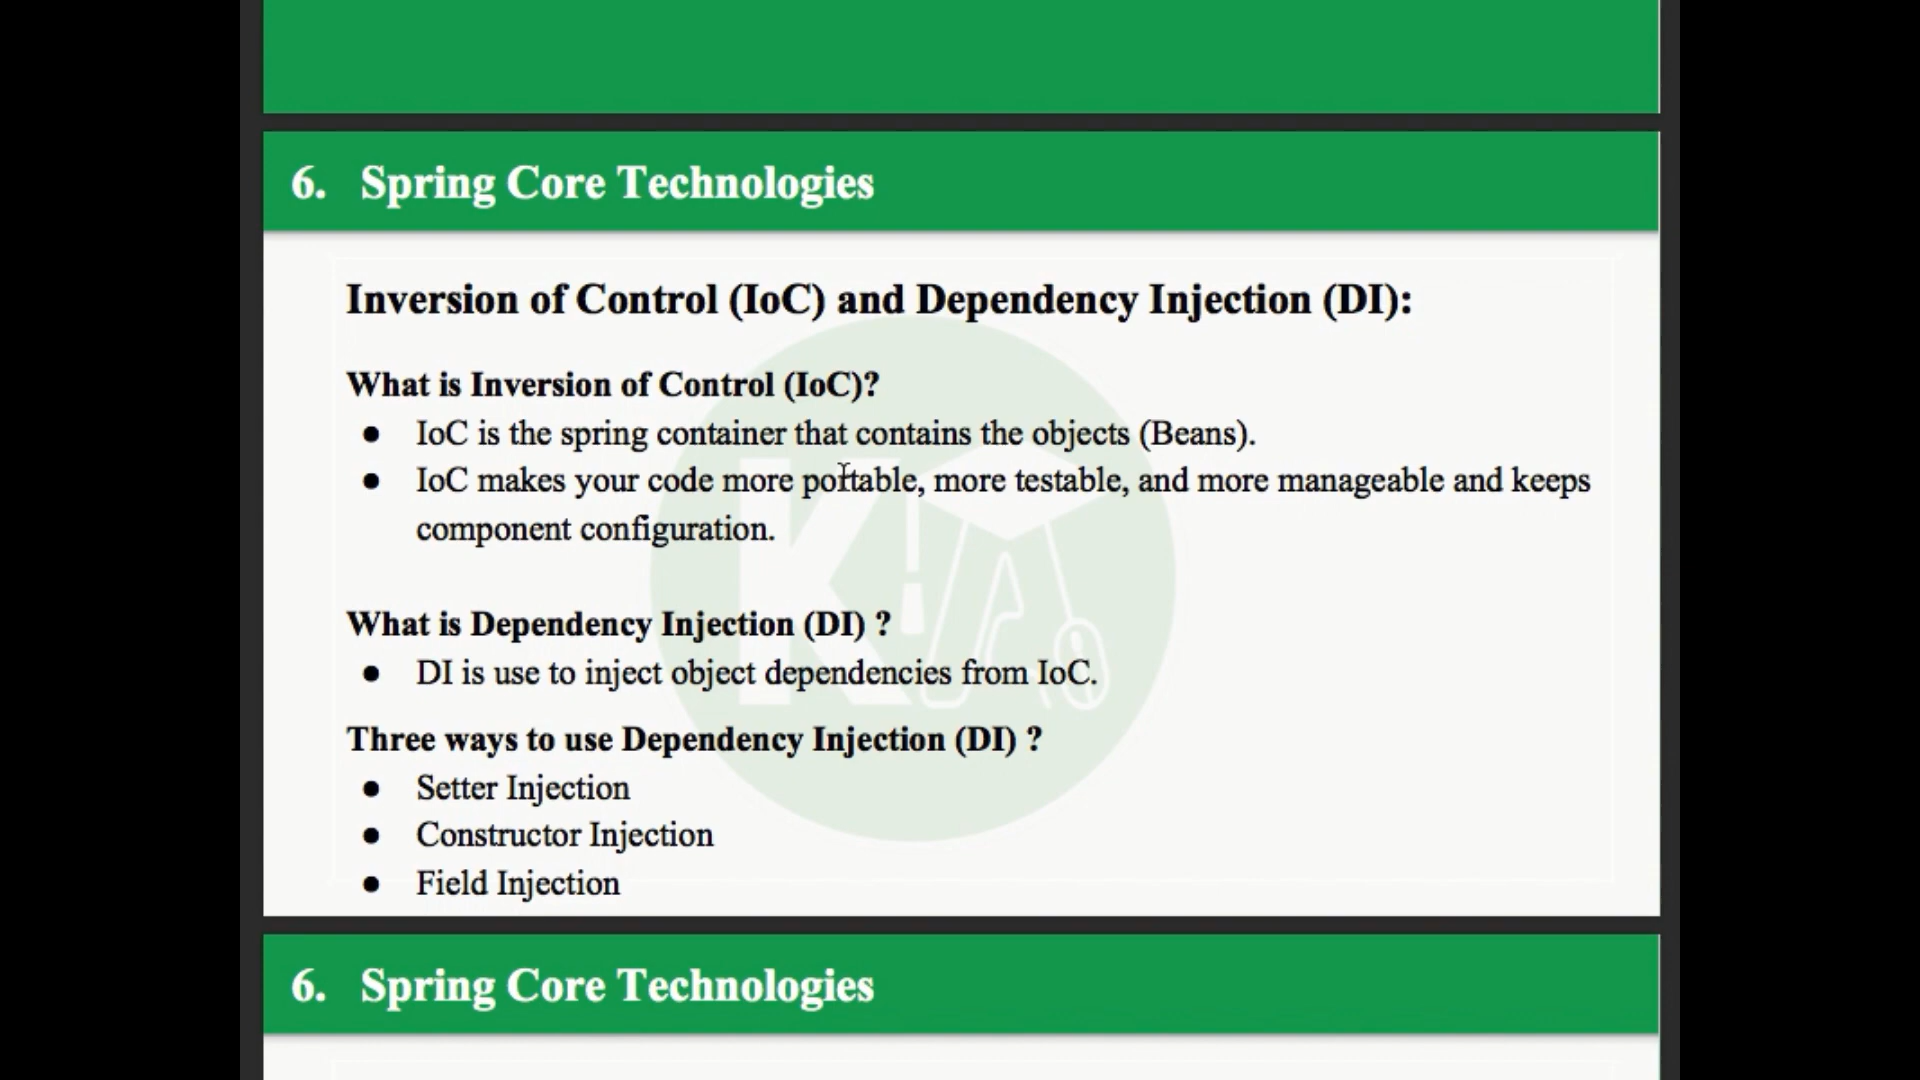 6. Spring Core Technologies
Inversion of Control (IoC) and Dependency Injection (DI):
What is Inversion of Control (IoC)?
● IoC is the spring container that contains the objects (Beans).
● IoC makes your code more portable, more testable, and more manageable and keeps
component configuration.
What is Dependency Injection (DI) ?
● DI is use to inject object dependencies from IoC.
Three ways to use Dependency Injection (DI) ?
● Setter Injection
● Constructor Injection
● Field Injection
6. Spring Core Technologies